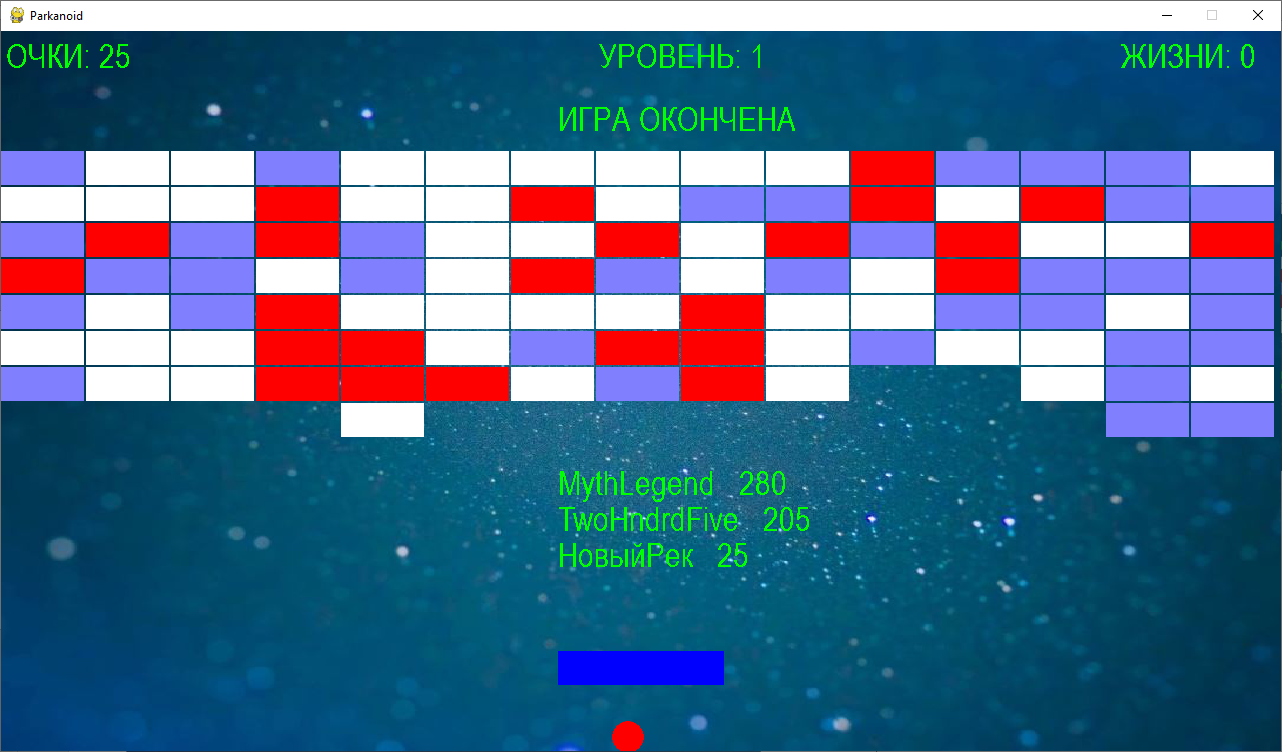 Parkanoid
ОЧКИ: 25 УРОВЕНЬ: 1 ЖИЗНИ: 0
ИГРА ОКОНЧЕНА
MythLegend 280
TwoHndrdFive 205
НовыйРек 25